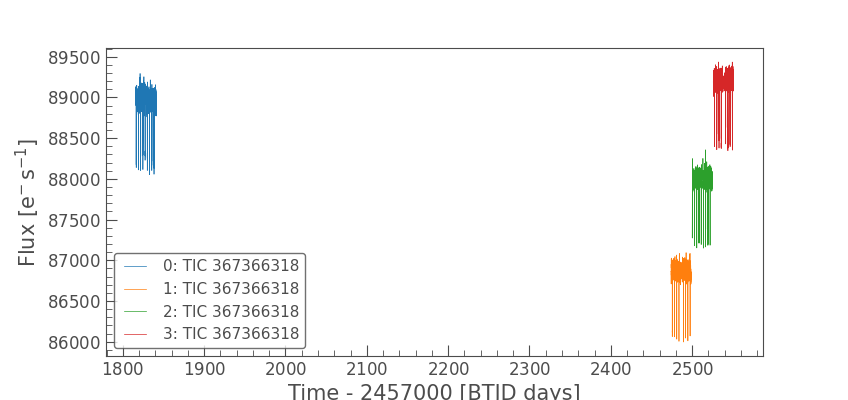 89500
89000
88500
88000
87500
87000
86500
86000
Flux [e⁻ s⁻¹]
0: TIC 367366318
1: TIC 367366318
2: TIC 367366318
3: TIC 367366318
1800 1900 2000 2100 2200 2300 2400 2500
Time - 2457000 [BTJD days]